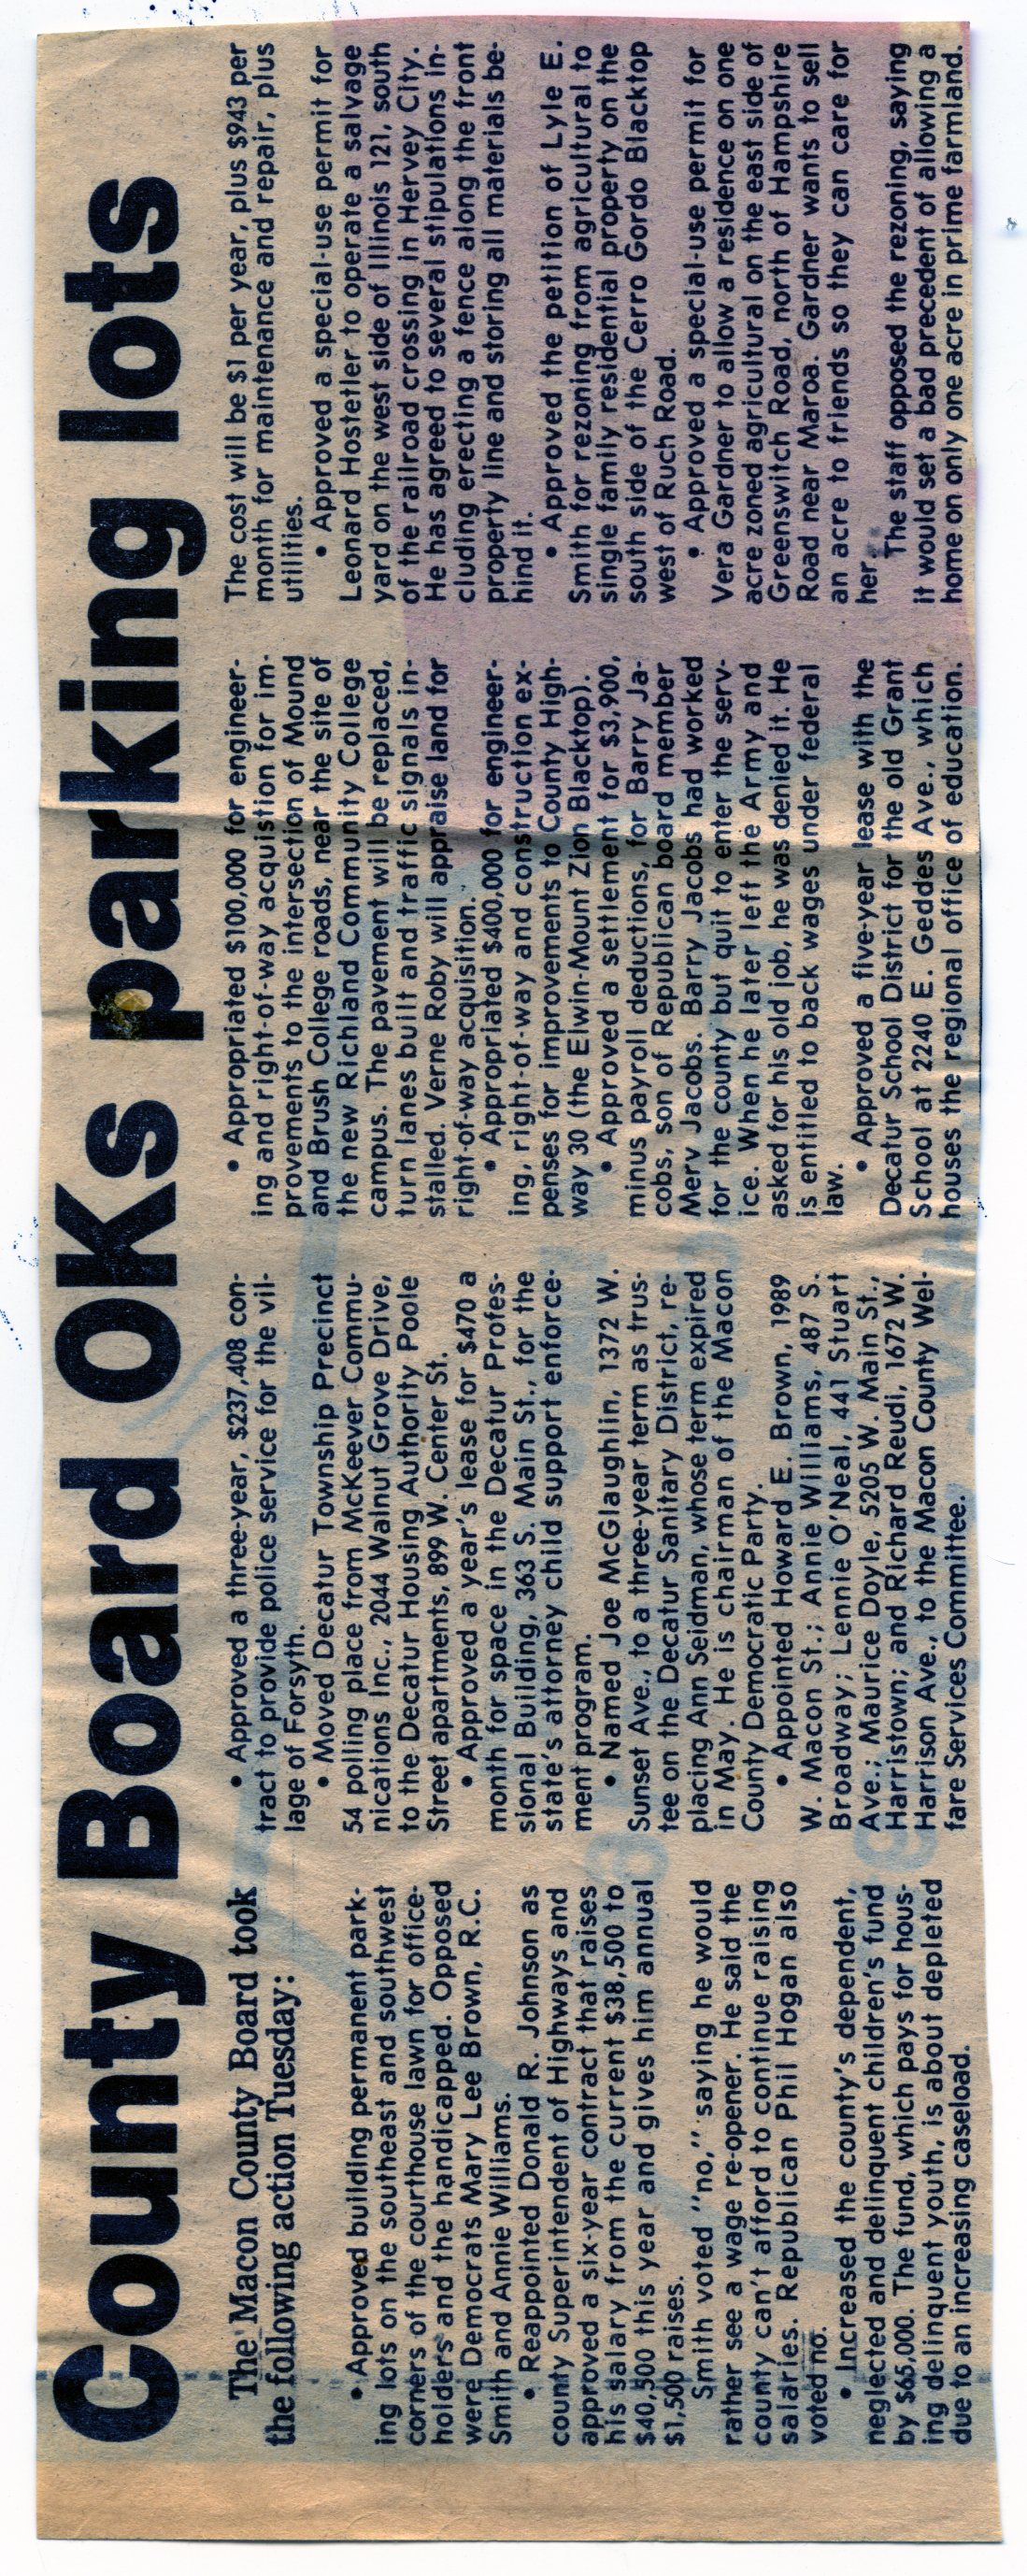 County Board OKs parking lots
The Macon County Board took
the following action Tuesday:
• Approved building permanent park-
ing lots on the southeast and southwest
corners of the courthouse lawn for office-
holders and the handicapped. Opposed
were Democrats Mary Lee Brown, R.C.
Smith and Annie Williams.
• Reappointed Donald R. Johnson as
county Superintendent of Highways and
approved a six-year contract that raises
his salary from the current $38,500 to
$40,500 this year and gives him annual
$1,500 raises.
Smith voted "no," saying he would
rather see a wage re-opener. He said the
county can't afford to continue raising
salaries. Republican Phil Hogan also
voted no.
• Increased the county's dependent,
neglected and delinquent children's fund
by $65,000. The fund, which pays for hous-
ing delinquent youth, is about depleted
due to an increasing caseload.
• Approved a three-year, $237,408 con-
tract to provide police service for the vil-
lage of Forsyth.
• Moved Decatur Township Precinct
54 polling place from McKeever Commu-
nications Inc., 2044 Walnut Grove Drive,
to the Decatur Housing Authority Poole
Street apartments, 899 W. Center St.
• Approved a year's lease for $470 a
month for space in the Decatur Profes-
sional Building, 363 S. Main St., for the
state's attorney child support enforce-
ment program.
• Named Joe McGlaughlin, 1372 W.
Sunset Ave., to a three-year term as trus-
tee on the Decatur Sanitary District, re-
placing Ann Seidman, whose term expired
in May. He is chairman of the Macon
County Democratic Party.
• Appointed Howard E. Brown, 1989
W. Macon St.; Annie Williams, 487 S.
Broadway; Lennie O'Neal, 441 Stuart
Ave.; Maurice Doyle, 5205 W. Main St.,
Harristown; and Richard Reudi, 1672 W.
Harrison Ave., to the Macon County Wel-
fare Services Committee.
• Appropriated $100,000 for engineer-
ing and right-of-way acquistion for im-
provements to the intersection of Mound
and Brush College roads, near the site of
the new Richland Community College
campus. The pavement will be replaced,
turn lanes built and traffic signals in-
stalled. Verne Roby will appraise land for
right-of-way acquisition.
• Appropriated $400,000 for engineer-
ing, right-of-way and construction ex-
penses for improvements to County High-
way 30 (the Elwin-Mount Zion Blacktop).
• Approved a settlement for $3,900,
minus payroll deductions, for Barry Ja-
cobs, son of Republican board member
Merv Jacobs. Barry Jacobs had worked
for the county but quit to enter the serv-
ice. When he later left the Army and
asked for his old job, he was denied it. He
is entitled to back wages under federal
law.
• Approved a five-year lease with the
Decatur School District for the old Grant
School at 2240 E. Geddes Ave., which
houses the regional office of education.
The cost will be $1 per year, plus $943 per
month for maintenance and repair, plus
utilities.
• Approved a special-use permit for
Leonard Hostetler to operate a salvage
yard on the west side of Illinois 121, south
of the railroad crossing in Hervey City.
He has agreed to several stipulations in-
cluding erecting a fence along the front
property line and storing all materials be-
hind it.
• Approved the petition of Lyle E.
Smith for rezoning from agricultural to
single family residential property on the
south side of the Cerro Gordo Blacktop
west of Ruch Road.
• Approved a special-use permit for
Vera Gardner to allow a residence on one
acre zoned agricultural on the east side of
Greenswitch Road, north of Hampshire
Road near Maroa. Gardner wants to sell
an acre to friends so they can care for
her.
The staff opposed the rezoning, saying
it would set a bad precedent of allowing a
home on only one acre in prime farmland.